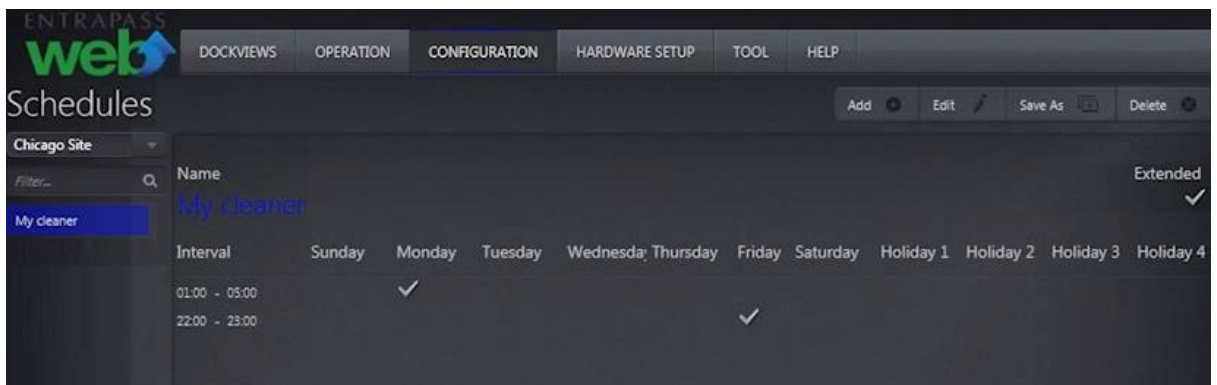 ENTRAPASS
web
DOCKVIEWS OPERATION CONFIGURATION HARDWARE SETUP TOOL HELP
Schedules
Add Edit Save As Delete
Chicago Site
Filter...
My cleaner
Name Extended
My cleaner
Interval Sunday Monday Tuesday Wednesday Thursday Friday Saturday Holiday 1 Holiday 2 Holiday 3 Holiday 4
01:00 - 05:00
22:00 - 23:00